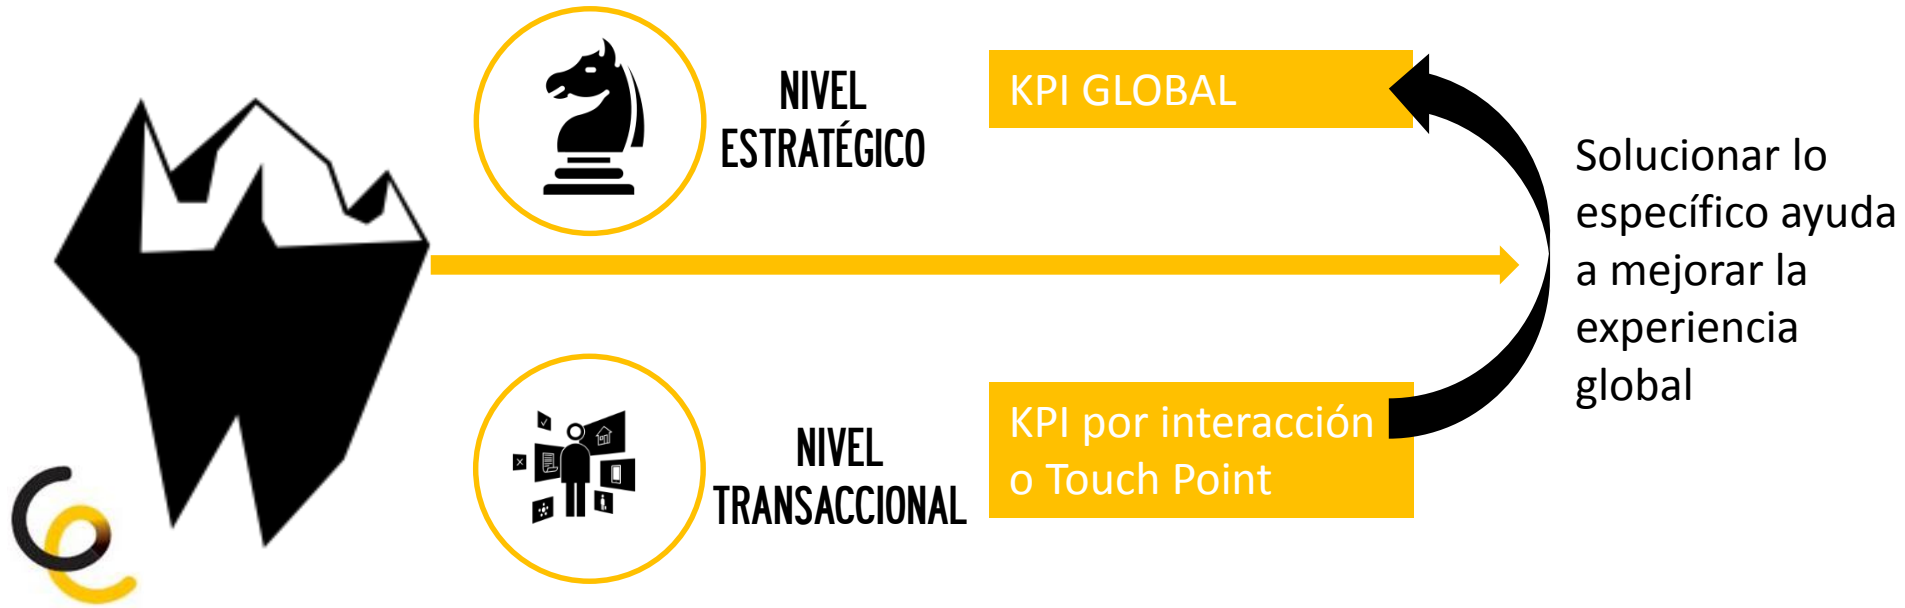 NIVEL
ESTRATÉGICO
KPI GLOBAL
Solucionar lo
específico ayuda
a mejorar la
experiencia
global
NIVEL
TRANSACCIONAL
KPI por interacción
o Touch Point